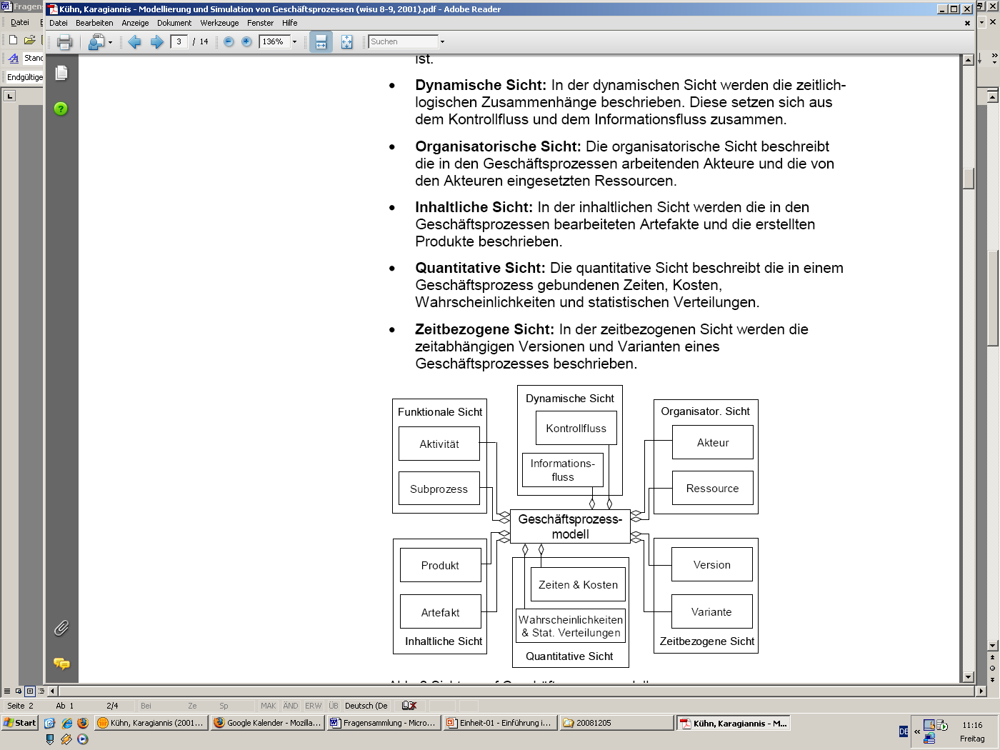 Fragens
Kühn, Karagiannis - Modellierung und Simulation von Geschäftsprozessen (wisu 8-9, 2001).pdf - Adobe Reader
Datei
Datei Bearbeiten Anzeige Dokument Werkzeuge Fenster Hilfe
3 / 14 136% Suchen
Stand
Endgültige
ist.
• Dynamische Sicht: In der dynamischen Sicht werden die zeitlich-
logischen Zusammenhänge beschrieben. Diese setzen sich aus
dem Kontrollfluss und dem Informationsfluss zusammen.
• Organisatorische Sicht: Die organisatorische Sicht beschreibt
die in den Geschäftsprozessen arbeitenden Akteure und die von
den Akteuren eingesetzten Ressourcen.
• Inhaltliche Sicht: In der inhaltlichen Sicht werden die in den
Geschäftsprozessen bearbeiteten Artefakte und die erstellten
Produkte beschrieben.
• Quantitative Sicht: Die quantitative Sicht beschreibt die in einem
Geschäftsprozess gebundenen Zeiten, Kosten,
Wahrscheinlichkeiten und statistischen Verteilungen.
• Zeitbezogene Sicht: In der zeitbezogenen Sicht werden die
zeitabhängigen Versionen und Varianten eines
Geschäftsprozesses beschrieben.
Funktionale Sicht
Aktivität
Subprozess
Dynamische Sicht
Kontrollfluss
Informations-
fluss
Organisator. Sicht
Akteur
Ressource
Geschäftsprozess-
modell
Produkt
Artefakt
Inhaltliche Sicht
Zeiten & Kosten
Wahrscheinlichkeiten
& Stat. Verteilungen
Quantitative Sicht
Version
Variante
Zeitbezogene Sicht
Seite 2 Ab 1 2/4 Bei Ze Sp MAK ÄND ERW ÜB Deutsch (De
Start Kühn, Karagiannis (2001... Google Kalender - Mozilla... Fragensammlung - Micro... Einheit-01 - Einführung i... 20081205 Kühn, Karagiannis - M... DE « 11:16
Freitag